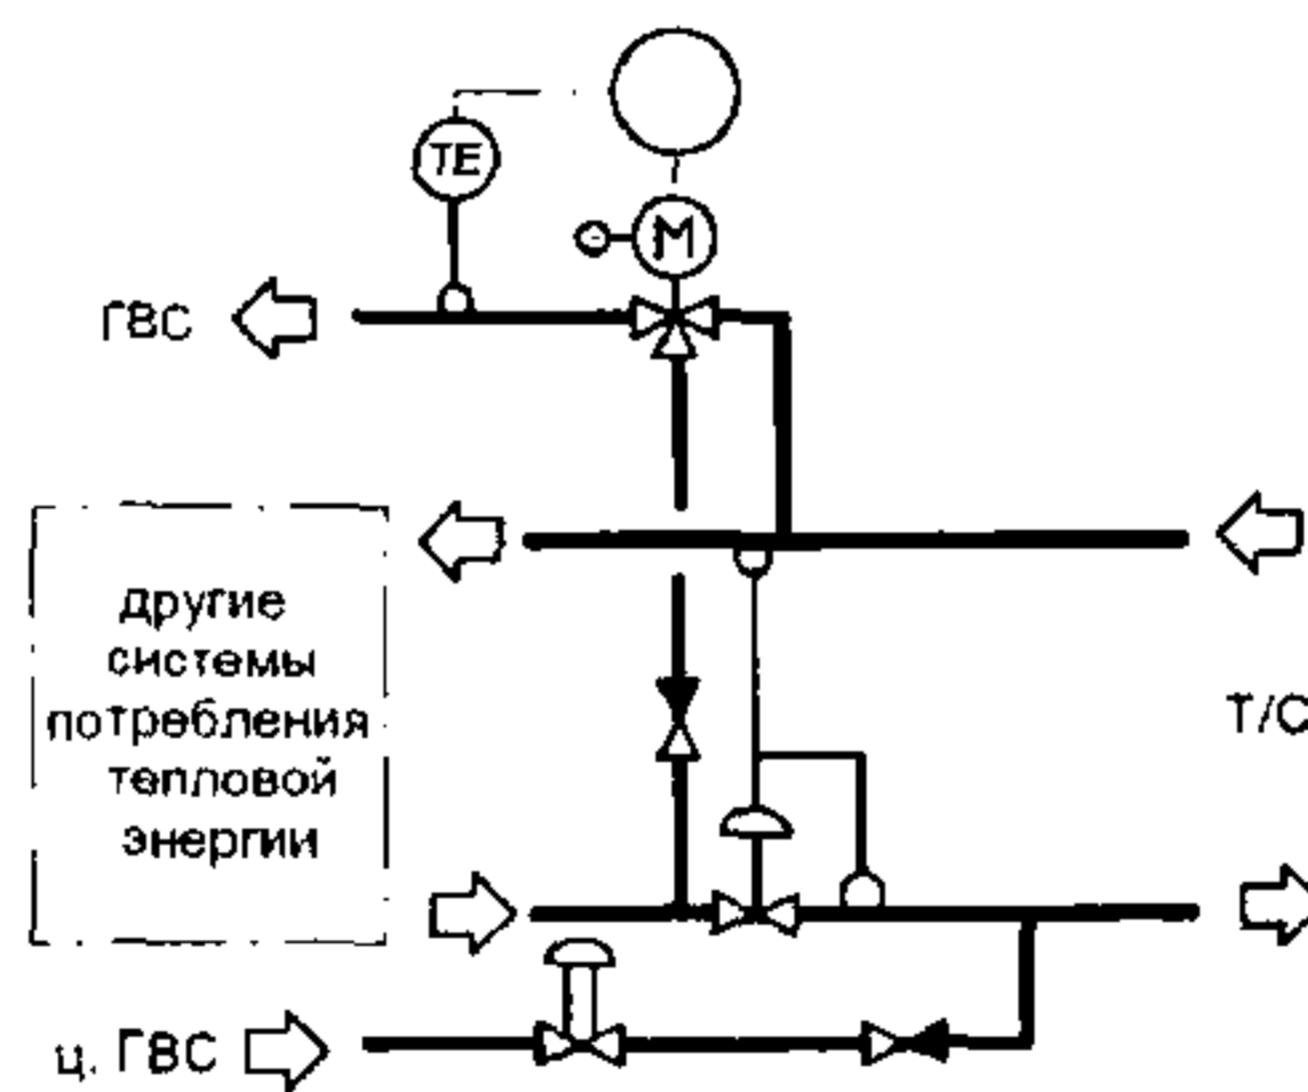 TE
M
ГВС
другие
системы
потребления
тепловой
энергии
Т/С
ц. ГВС